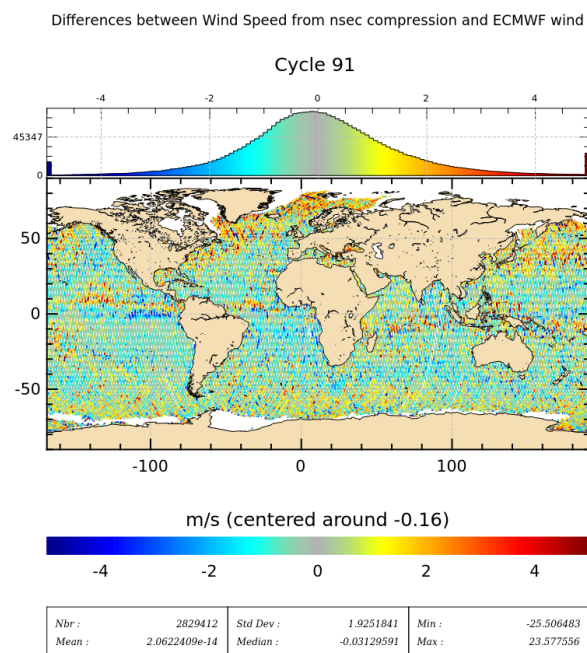 Differences between Wind Speed from nsec compression and ECMWF wind
Cycle 91
-4 -2 0 2 4
45347
0
50
0
-50
-100 0 100
m/s (centered around -0.16)
-4 -2 0 2 4
Nbr : 2829412 Std Dev : 1.9251841 Min : -25.506483
Mean : 2.0622409e-14 Median : -0.03129591 Max : 23.577556